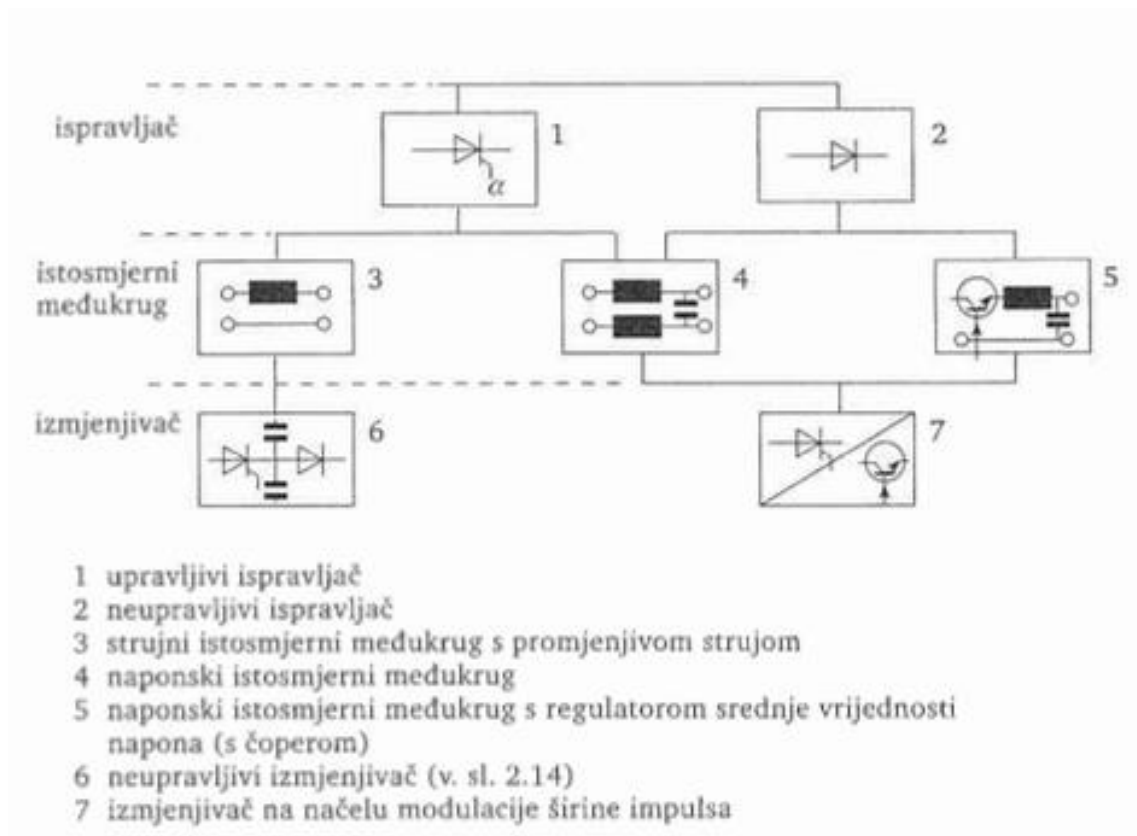 ispravljač
1
α
2
istosmjerni
međukrug
3
4
5
izmjenjivač
6
7
1 upravljivi ispravljač
2 neupravljivi ispravljač
3 strujni istosmjerni međukrug s promjenjivom strujom
4 naponski istosmjerni međukrug
5 naponski istosmjerni međukrug s regulatorom srednje vrijednosti
napona (s čoperom)
6 neupravljivi izmjenjivač (v. sl. 2.14)
7 izmjenjivač na načelu modulacije širine impulsa